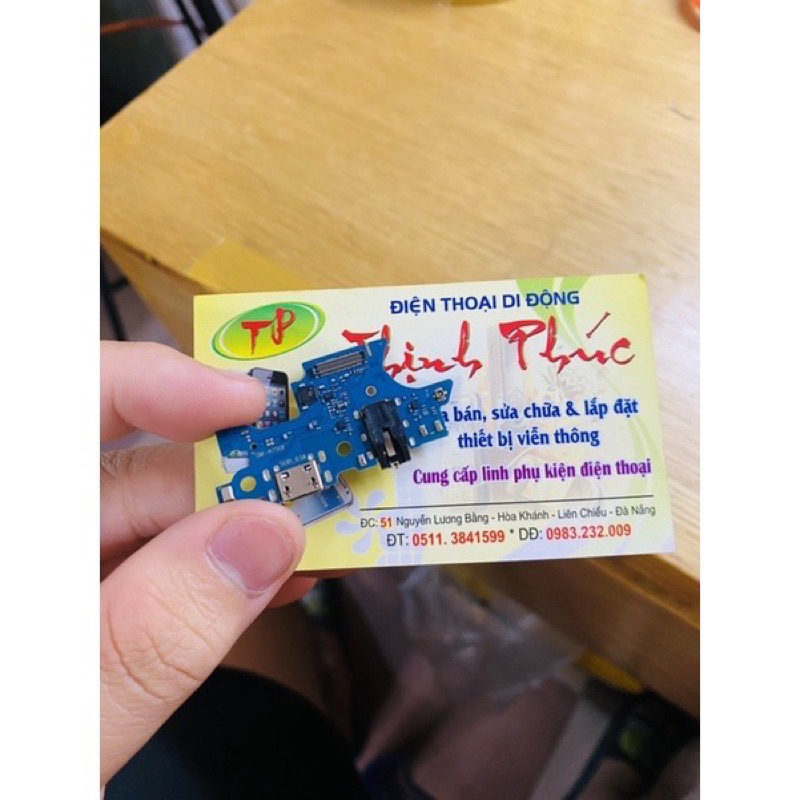 TP
ĐIỆN THOẠI DI ĐỘNG
Thịnh Phúc
bán, sửa chữa & lắp đặt
thiết bị viễn thông
Cung cấp linh phụ kiện điện thoại
ĐC: 51 Nguyễn Lương Bằng - Hòa Khánh - Liên Chiểu - Đà Nẵng
ĐT: 0511. 3841599 * DĐ: 0983.232.009